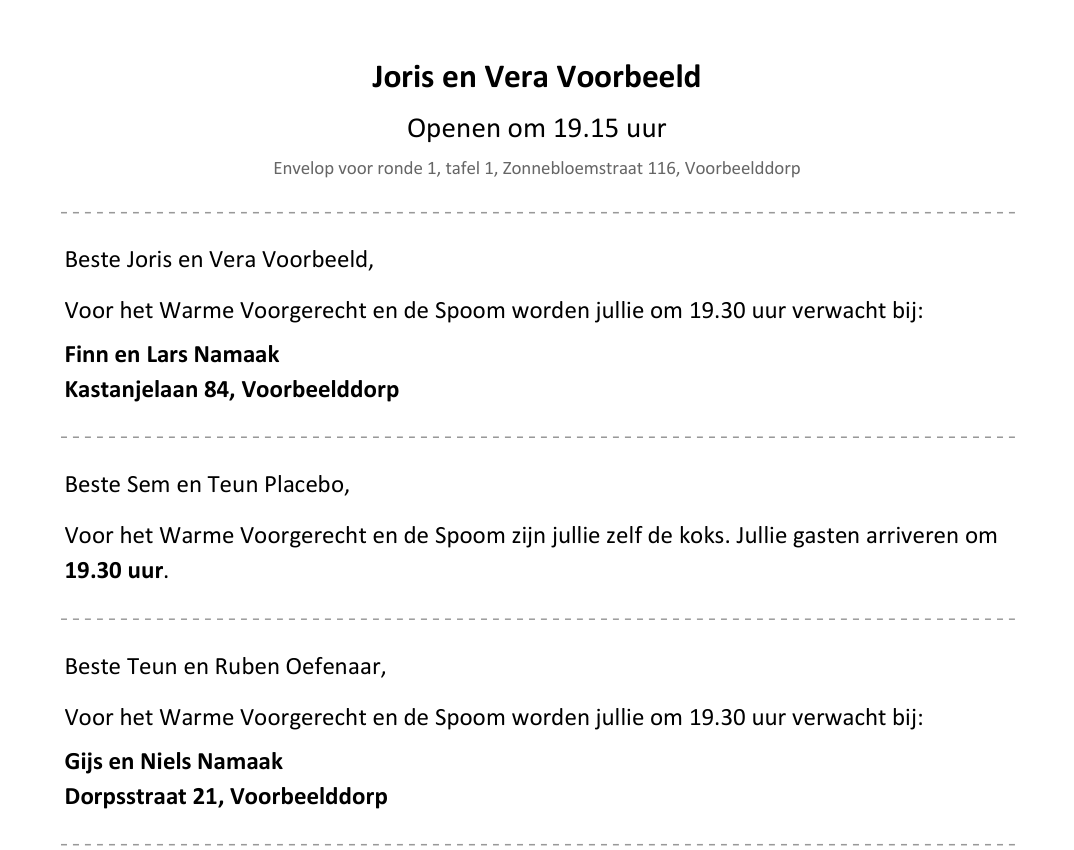 Joris en Vera Voorbeeld
Openen om 19.15 uur
Envelop voor ronde 1, tafel 1, Zonnebloemstraat 116, Voorbeelddorp
Beste Joris en Vera Voorbeeld,
Voor het Warme Voorgerecht en de Spoom worden jullie om 19.30 uur verwacht bij:
Finn en Lars Namaak
Kastanjelaan 84, Voorbeelddorp
Beste Sem en Teun Placebo,
Voor het Warme Voorgerecht en de Spoom zijn jullie zelf de koks. Jullie gasten arriveren om
19.30 uur.
Beste Teun en Ruben Oefenaar,
Voor het Warme Voorgerecht en de Spoom worden jullie om 19.30 uur verwacht bij:
Gijs en Niels Namaak
Dorpsstraat 21, Voorbeelddorp